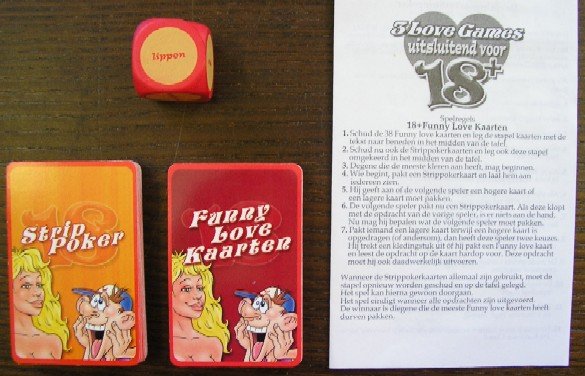 lippen
3 Love Games
uitsluitend voor
18+
Spelregels:
18+Funny Love Kaarten
1. Schud de 38 Funny love kaarten en leg de stapel kaarten met de
tekst naar beneden in het midden van de tafel.
2. Schud nu ook de Strippokerkaarten en leg ook deze stapel
omgekeerd in het midden van de tafel.
3. Degene die de meeste kleren aan heeft, mag beginnen.
4. Wie begint, pakt een Strippokerkaart en laat hem aan
iedereen zien.
5. Hij geeft aan of de volgende speler een hogere kaart of
een lagere kaart moet pakken.
6. De volgende speler pakt nu een Strippokerkaart. Als deze klopt
met de opdracht van de vorige speler, is er niets aan de hand.
Nu mag hij bepalen wat de volgende speler moet pakken.
7. Pakt iemand een lagere kaart terwijl een hogere kaart is
opgedragen (of andersom), dan heeft deze speler twee keuzes.
Hij trekt een kledingstuk uit óf hij pakt een Funny love kaart
en leest de opdracht op de kaart hardop voor. Deze opdracht
moet hij ook daadwerkelijk uitvoeren.
Wanneer de Strippokerkaarten allemaal zijn gebruikt, moet de
stapel opnieuw worden geschud en op de tafel gelegd.
Het spel kan hierna gewoon doorgaan.
Het spel eindigt wanneer alle opdrachten zijn uitgevoerd.
De winnaar is diegene die de meeste Funny love kaarten heeft
durven pakken.
18+
Strip
Poker
18+
Funny
Love
Kaarten